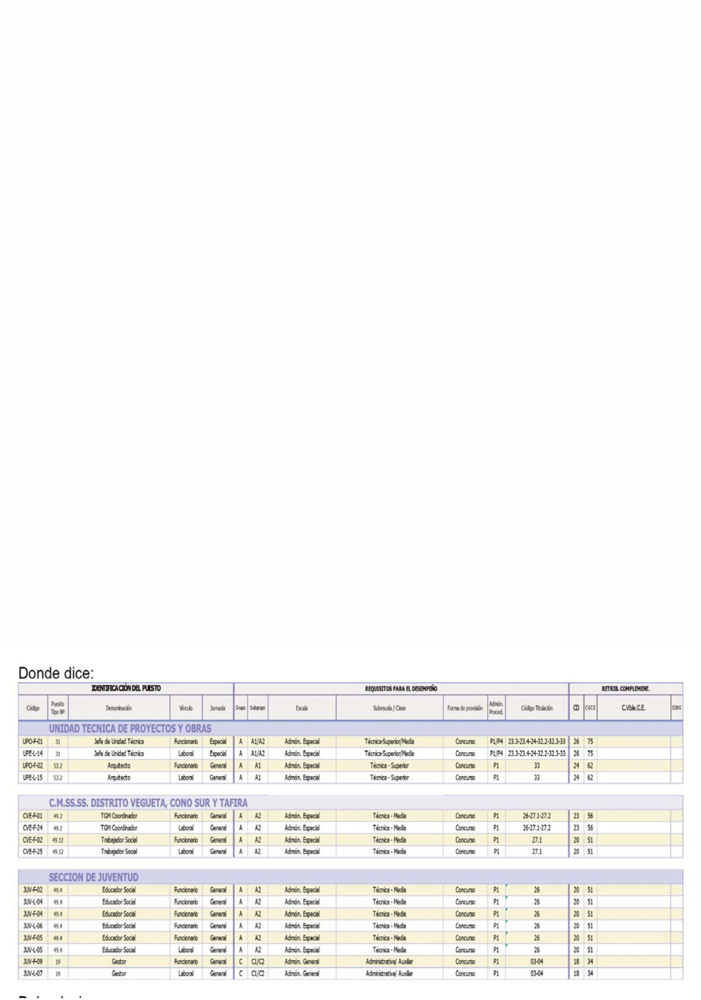 Donde dice:
IDENTIFICACIÓN DEL PUESTO REQUISITOS PARA EL DESEMPEÑO RETRIB. COMPLEMENT.
Código Puesto Tipo Nº Denominación Vínculo Jornada Grupo Subgrupo Escala Subescala / Clase Forma de provisión Admón. Proced. Código Titulación CD CGCE C.Vble.C.E. SING
UNIDAD TECNICA DE PROYECTOS Y OBRAS
UPO-F-01 31 Jefe de Unidad Técnica Funcionario Especial A A1/A2 Admón. Especial Técnica-Superior/Media Concurso P1/P4 23.3-23.4-24-32.2-32.3-33 26 75
UPE-L-14 31 Jefe de Unidad Técnica Laboral Especial A A1/A2 Admón. Especial Técnica-Superior/Media Concurso P1/P4 23.3-23.4-24-32.2-32.3-33 26 75
UPO-F-02 53.2 Arquitecto Funcionario General A A1 Admón. Especial Técnica - Superior Concurso P1 33 24 62
UPE-L-15 53.2 Arquitecto Laboral General A A1 Admón. Especial Técnica - Superior Concurso P1 33 24 62
C.M.SS.SS. DISTRITO VEGUETA, CONO SUR Y TAFIRA
CVE-F-01 49.2 TGM Coordinador Funcionario General A A2 Admón. Especial Técnica - Media Concurso P1 26-27.1-27.2 23 56
CVE-F-24 49.2 TGM Coordinador Laboral General A A2 Admón. Especial Técnica - Media Concurso P1 26-27.1-27.2 23 56
CVE-F-02 49.12 Trabajador Social Funcionario General A A2 Admón. Especial Técnica - Media Concurso P1 27.1 20 51
CVE-F-25 49.12 Trabajador Social Laboral General A A2 Admón. Especial Técnica - Media Concurso P1 27.1 20 51
SECCION DE JUVENTUD
JUV-F-02 49.4 Educador Social Funcionario General A A2 Admón. Especial Técnica - Media Concurso P1 26 20 51
JUV-L-04 49.4 Educador Social Funcionario General A A2 Admón. Especial Técnica - Media Concurso P1 26 20 51
JUV-F-04 49.4 Educador Social Funcionario General A A2 Admón. Especial Técnica - Media Concurso P1 26 20 51
JUV-L-06 49.4 Educador Social Funcionario General A A2 Admón. Especial Técnica - Media Concurso P1 26 20 51
JUV-F-05 49.4 Educador Social Funcionario General A A2 Admón. Especial Técnica - Media Concurso P1 26 20 51
JUV-L-05 49.4 Educador Social Laboral General A A2 Admón. Especial Técnica - Media Concurso P1 26 20 51
JUV-F-09 19 Gestor Funcionario General C C1/C2 Admón. General Administrativa/ Auxiliar Concurso P1 03-04 18 34
JUV-L-07 19 Gestor Laboral General C C1/C2 Admón. General Administrativa/ Auxiliar Concurso P1 03-04 18 34